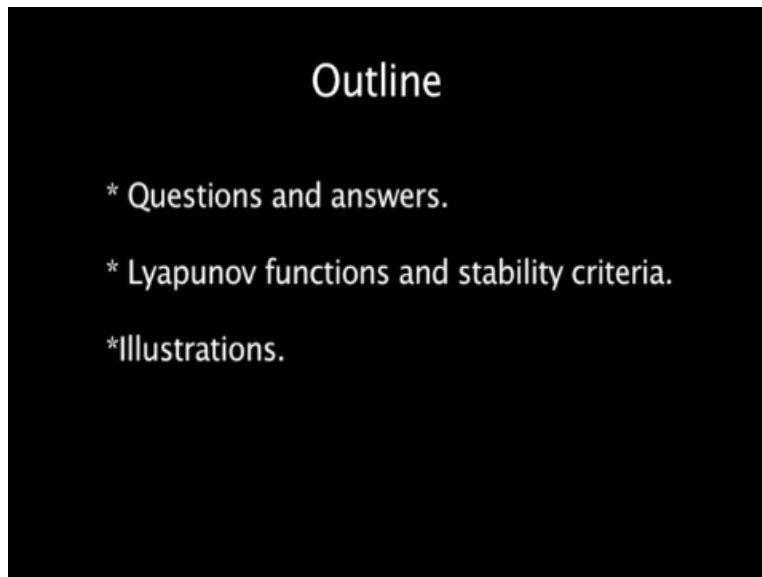 Outline
* Questions and answers.
* Lyapunov functions and stability criteria.
*Illustrations.